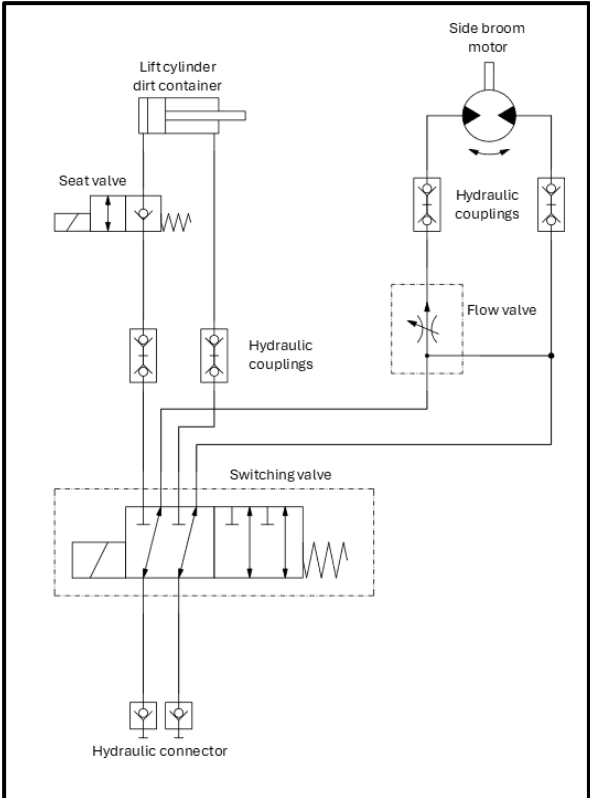 Side broom
motor
Lift cylinder
dirt container
Seat valve
Hydraulic
couplings
Flow valve
Hydraulic
couplings
Switching valve
Hydraulic connector